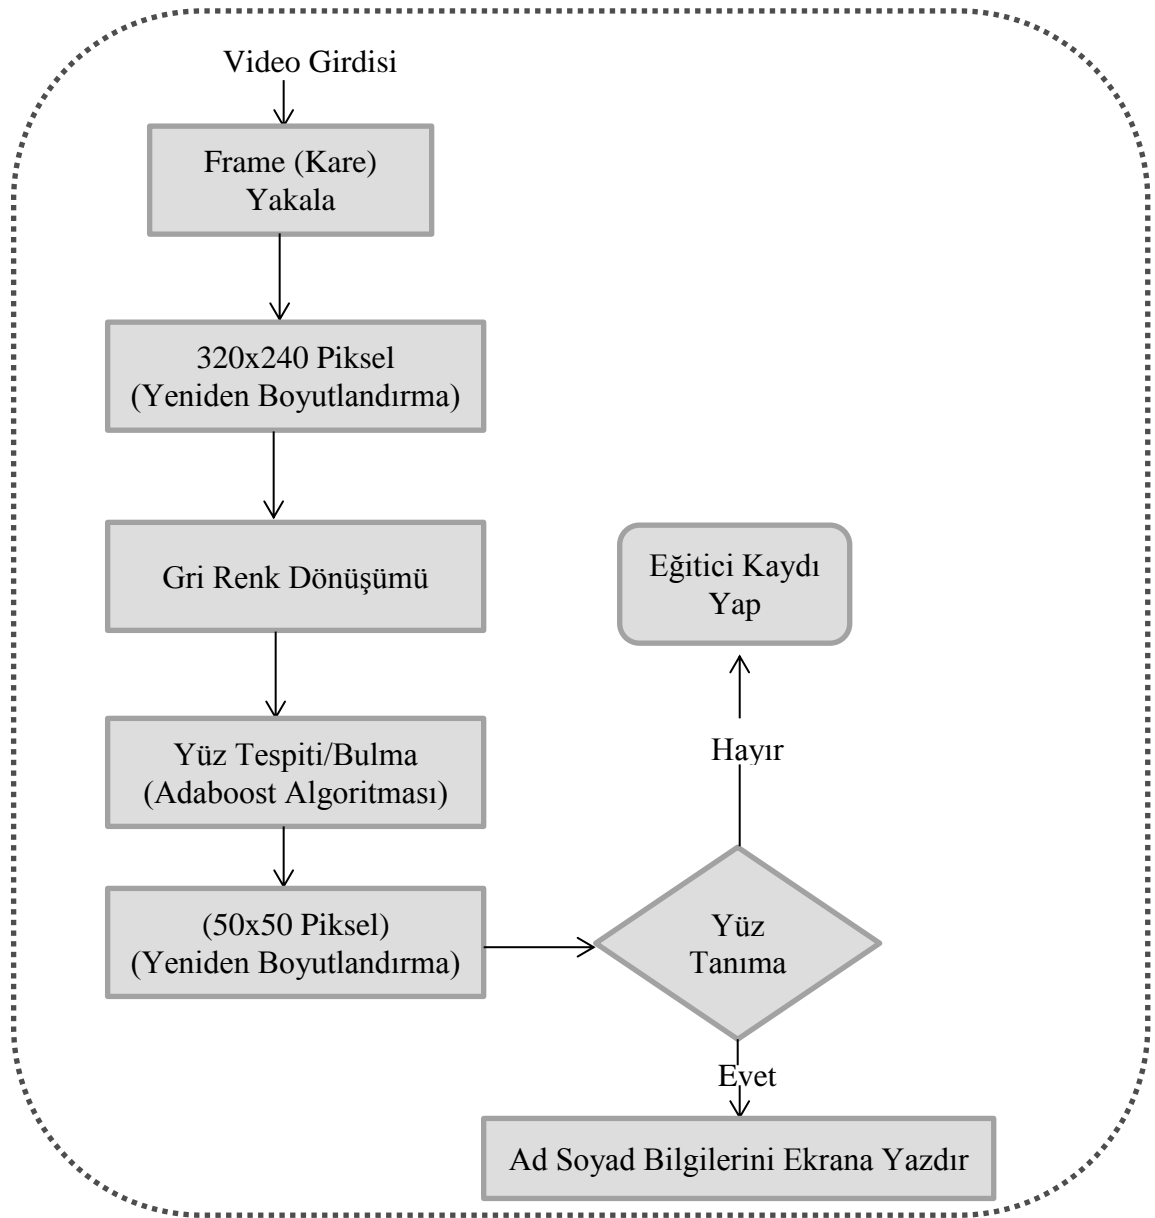 Video Girdisi
Frame (Kare)
Yakala
320x240 Piksel
(Yeniden Boyutlandırma)
Gri Renk Dönüşümü
Yüz Tespiti/Bulma
(Adaboost Algoritması)
(50x50 Piksel)
(Yeniden Boyutlandırma)
Yüz
Tanıma
Hayır
Eğitici Kaydı
Yap
Evet
Ad Soyad Bilgilerini Ekrana Yazdır